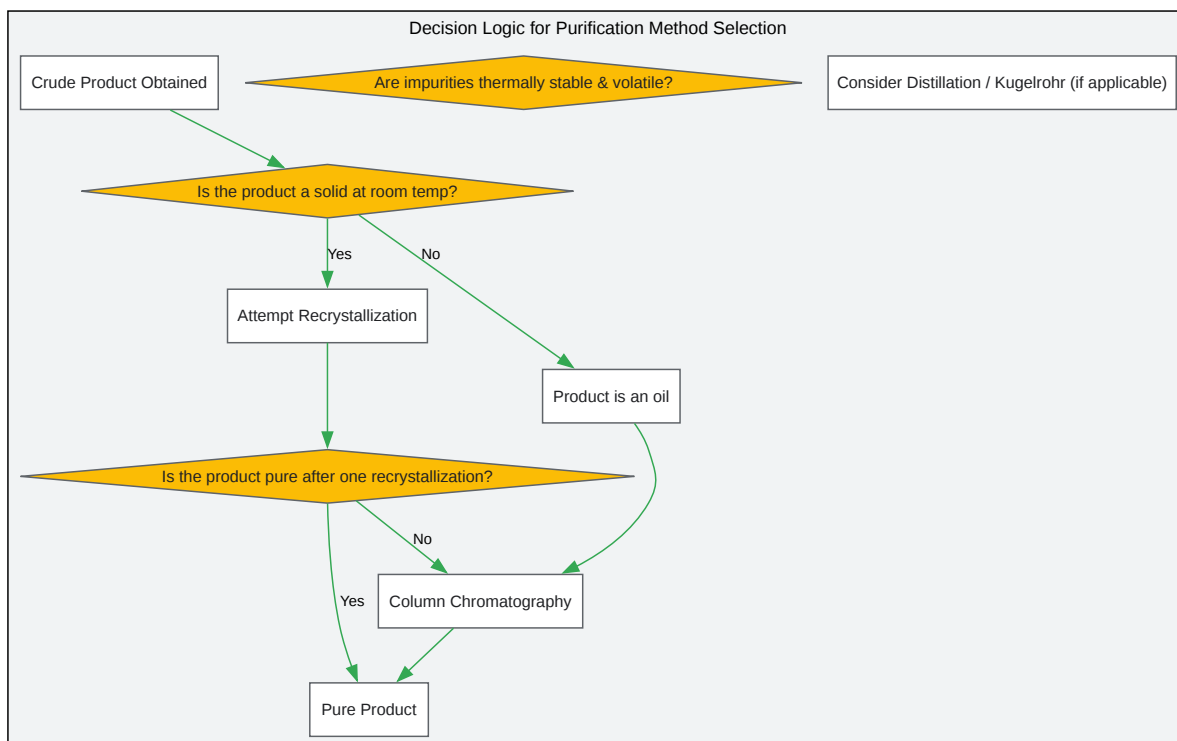 Decision Logic for Purification Method Selection
Crude Product Obtained
Are impurities thermally stable & volatile?
Consider Distillation / Kugelrohr (if applicable)
Is the product a solid at room temp?
Yes
No
Attempt Recrystallization
Product is an oil
Is the product pure after one recrystallization?
No
Yes
Column Chromatography
Pure Product